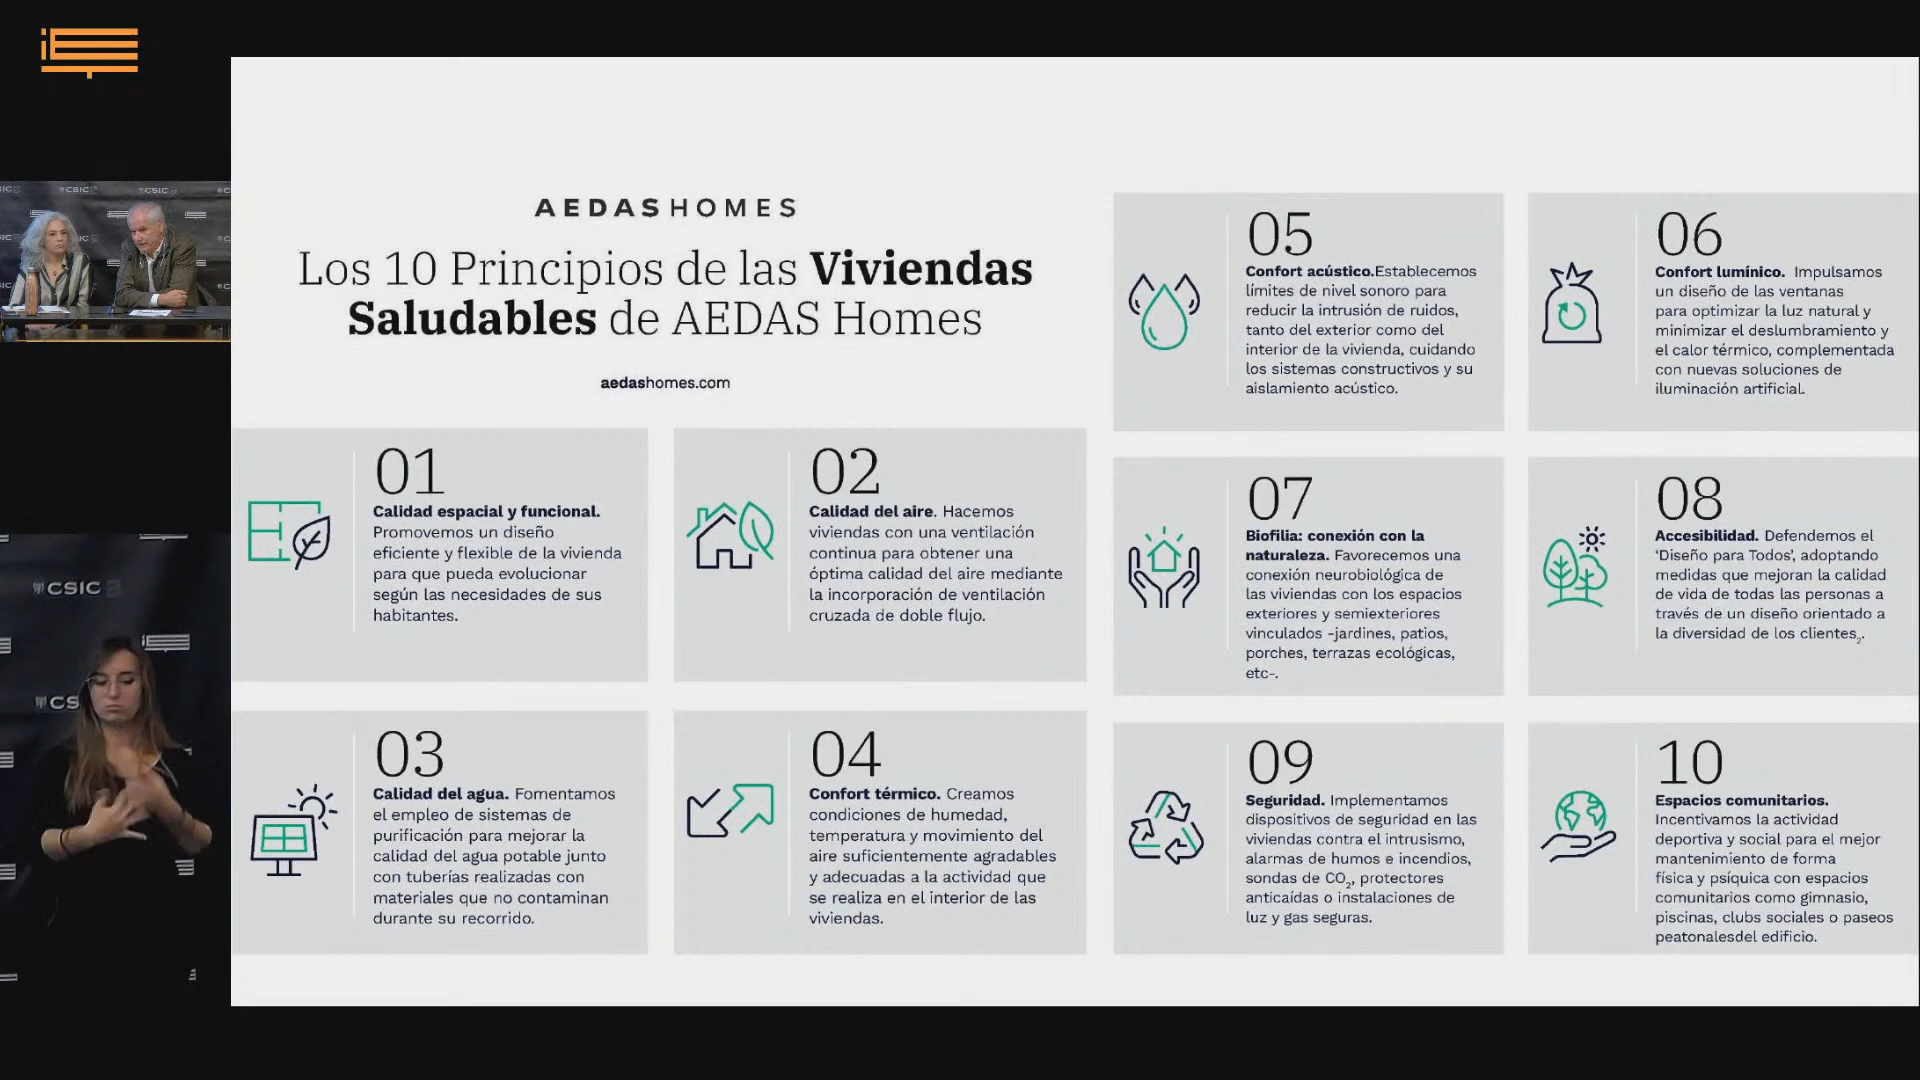 AEDASHOMES
Los 10 Principios de las Viviendas
Saludables de AEDAS Homes
aedashomes.com
01
Calidad espacial y funcional.
Promovemos un diseño
eficiente y flexible de la vivienda
para que pueda evolucionar
según las necesidades de sus
habitantes.
02
Calidad del aire. Hacemos
viviendas con una ventilación
continua para obtener una
óptima calidad del aire mediante
la incorporación de ventilación
cruzada de doble flujo.
03
Calidad del agua. Fomentamos
el empleo de sistemas de
purificación para mejorar la
calidad del agua potable junto
con tuberías realizadas con
materiales que no contaminan
durante su recorrido.
04
Confort térmico. Creamos
condiciones de humedad,
temperatura y movimiento del
aire suficientemente agradables
y adecuadas a la actividad que
se realiza en el interior de las
viviendas.
05
Confort acústico.Establecemos
límites de nivel sonoro para
reducir la intrusión de ruidos,
tanto del exterior como del
interior de la vivienda, cuidando
los sistemas constructivos y su
aislamiento acústico.
06
Confort lumínico. Impulsamos
un diseño de las ventanas
para optimizar la luz natural y
minimizar el deslumbramiento y
el calor térmico, complementada
con nuevas soluciones de
iluminación artificial.
07
Biofilia: conexión con la
naturaleza. Favorecemos una
conexión neurobiológica de
las viviendas con los espacios
exteriores y semiexteriores
vinculados -jardines, patios,
porches, terrazas ecológicas,
etc-.
08
Accesibilidad. Defendemos el
'Diseño para Todos', adoptando
medidas que mejoran la calidad
de vida de todas las personas a
través de un diseño orientado a
la diversidad de los clientes₂.
09
Seguridad. Implementamos
dispositivos de seguridad en las
viviendas contra el intrusismo,
alarmas de humos e incendios,
sondas de CO₂, protectores
anticaídas o instalaciones de
luz y gas seguras.
10
Espacios comunitarios.
Incentivamos la actividad
deportiva y social para el mejor
mantenimiento de forma
física y psíquica con espacios
comunitarios como gimnasio,
piscinas, clubs sociales o paseos
peatonalesdel edificio.
CSIC
CSIC
CSIC
CS